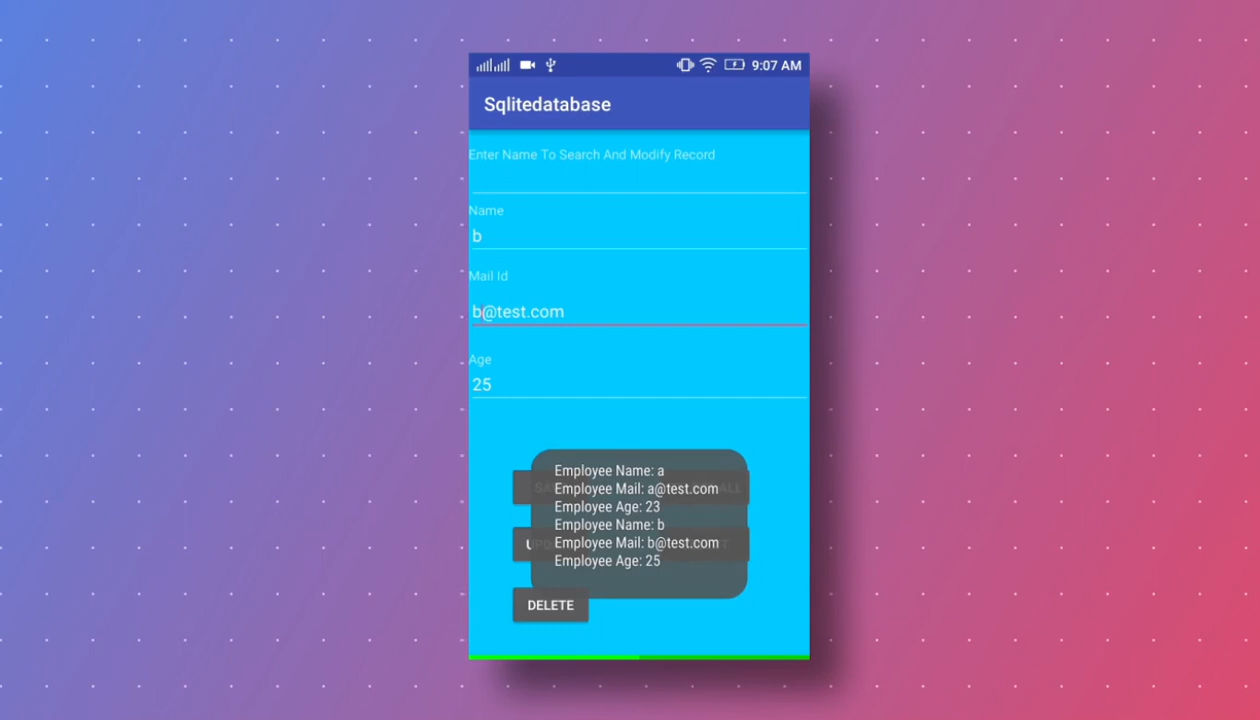 9:07 AM
Sqlitedatabase
Enter Name To Search And Modify Record
Name
b
Mail Id
b@test.com
Age
25
Employee Name: a
Employee Mail: a@test.com
Employee Age: 23
Employee Name: b
Employee Mail: b@test.com
Employee Age: 25
DELETE